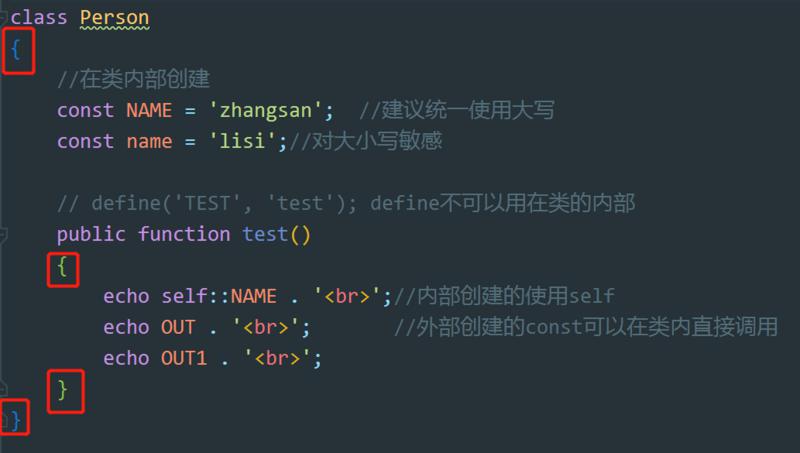 class Person
{
//在类内部创建
const NAME = 'zhangsan';  //建议统一使用大写
const name = 'lisi';//对大小写敏感
// define('TEST', 'test'); define不可以用在类的内部
public function test()
{
echo self::NAME . '<br>';//内部创建的使用self
echo OUT . '<br>';       //外部创建的const可以在类内直接调用
echo OUT1 . '<br>';
}
}